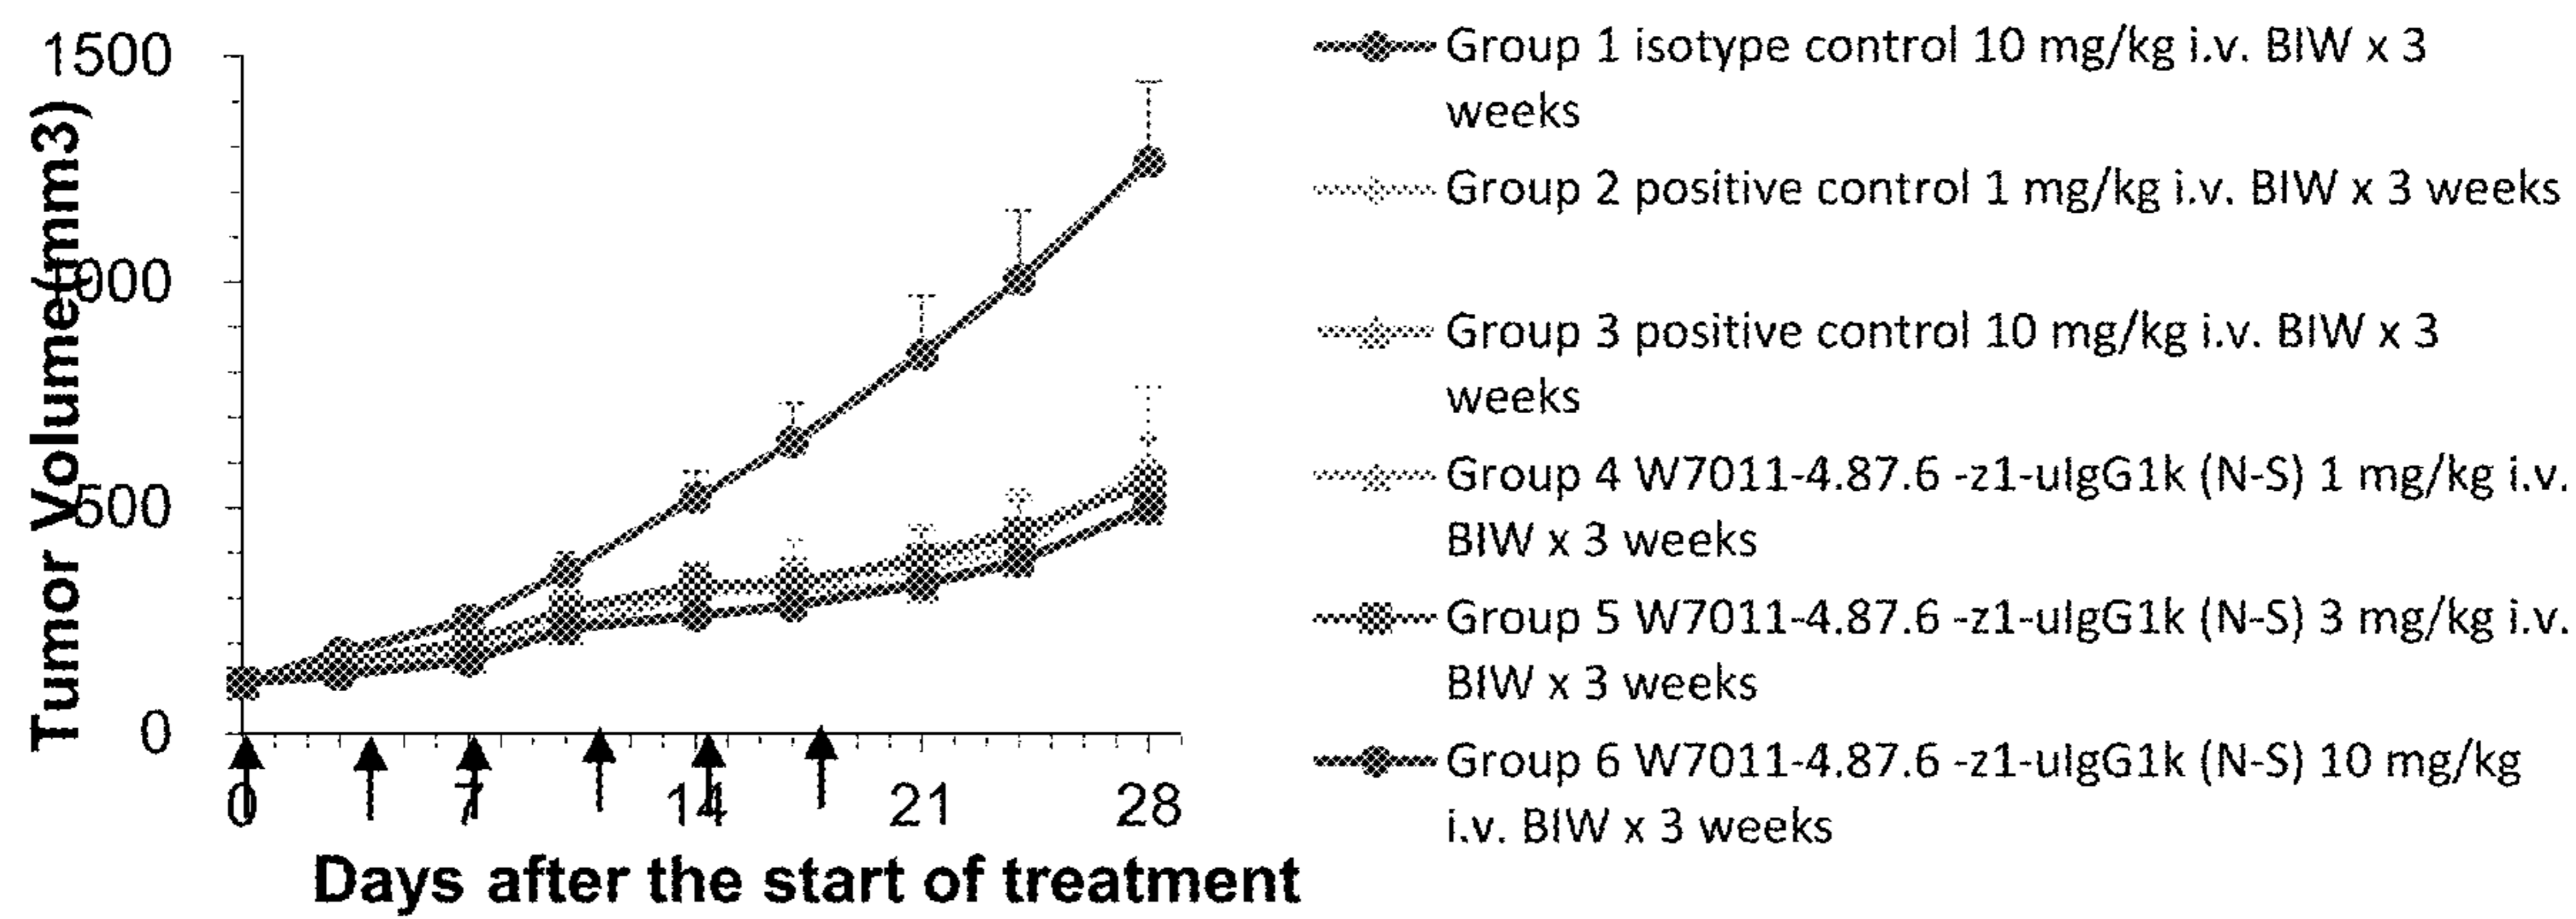 Tumor Volume(mm3)
1500
1000
500
0
0
7
14
21
28
Days after the start of treatment
Group 1 isotype control 10 mg/kg i.v. BIW x 3
weeks
Group 2 positive control 1 mg/kg i.v. BIW x 3 weeks
Group 3 positive control 10 mg/kg i.v. BIW x 3
weeks
Group 4 W7011-4.87.6 -z1-uIgG1k (N-S) 1 mg/kg i.v.
BIW x 3 weeks
Group 5 W7011-4.87.6 -z1-uIgG1k (N-S) 3 mg/kg i.v.
BIW x 3 weeks
Group 6 W7011-4.87.6 -z1-uIgG1k (N-S) 10 mg/kg
i.v. BIW x 3 weeks